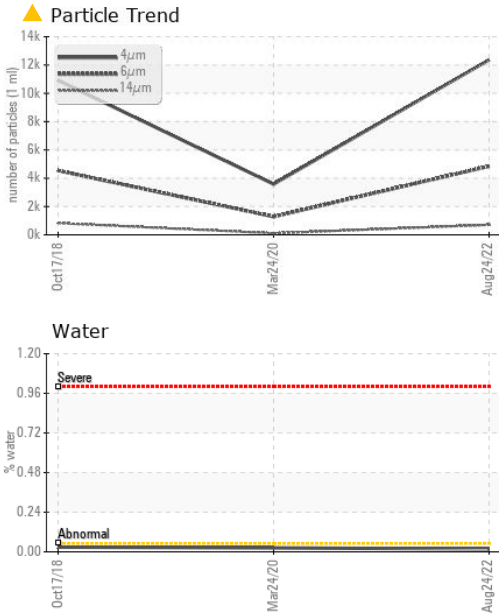 Particle Trend
14k
12k
10k
8k
6k
4k
2k
0k
number of particles (1 ml)
4μm
6μm
14μm
Oct17/18
Mar24/20
Aug24/22
Water
1.20
0.96
0.72
0.48
0.24
0.00
% water
Severe
Abnormal
Oct17/18
Mar24/20
Aug24/22